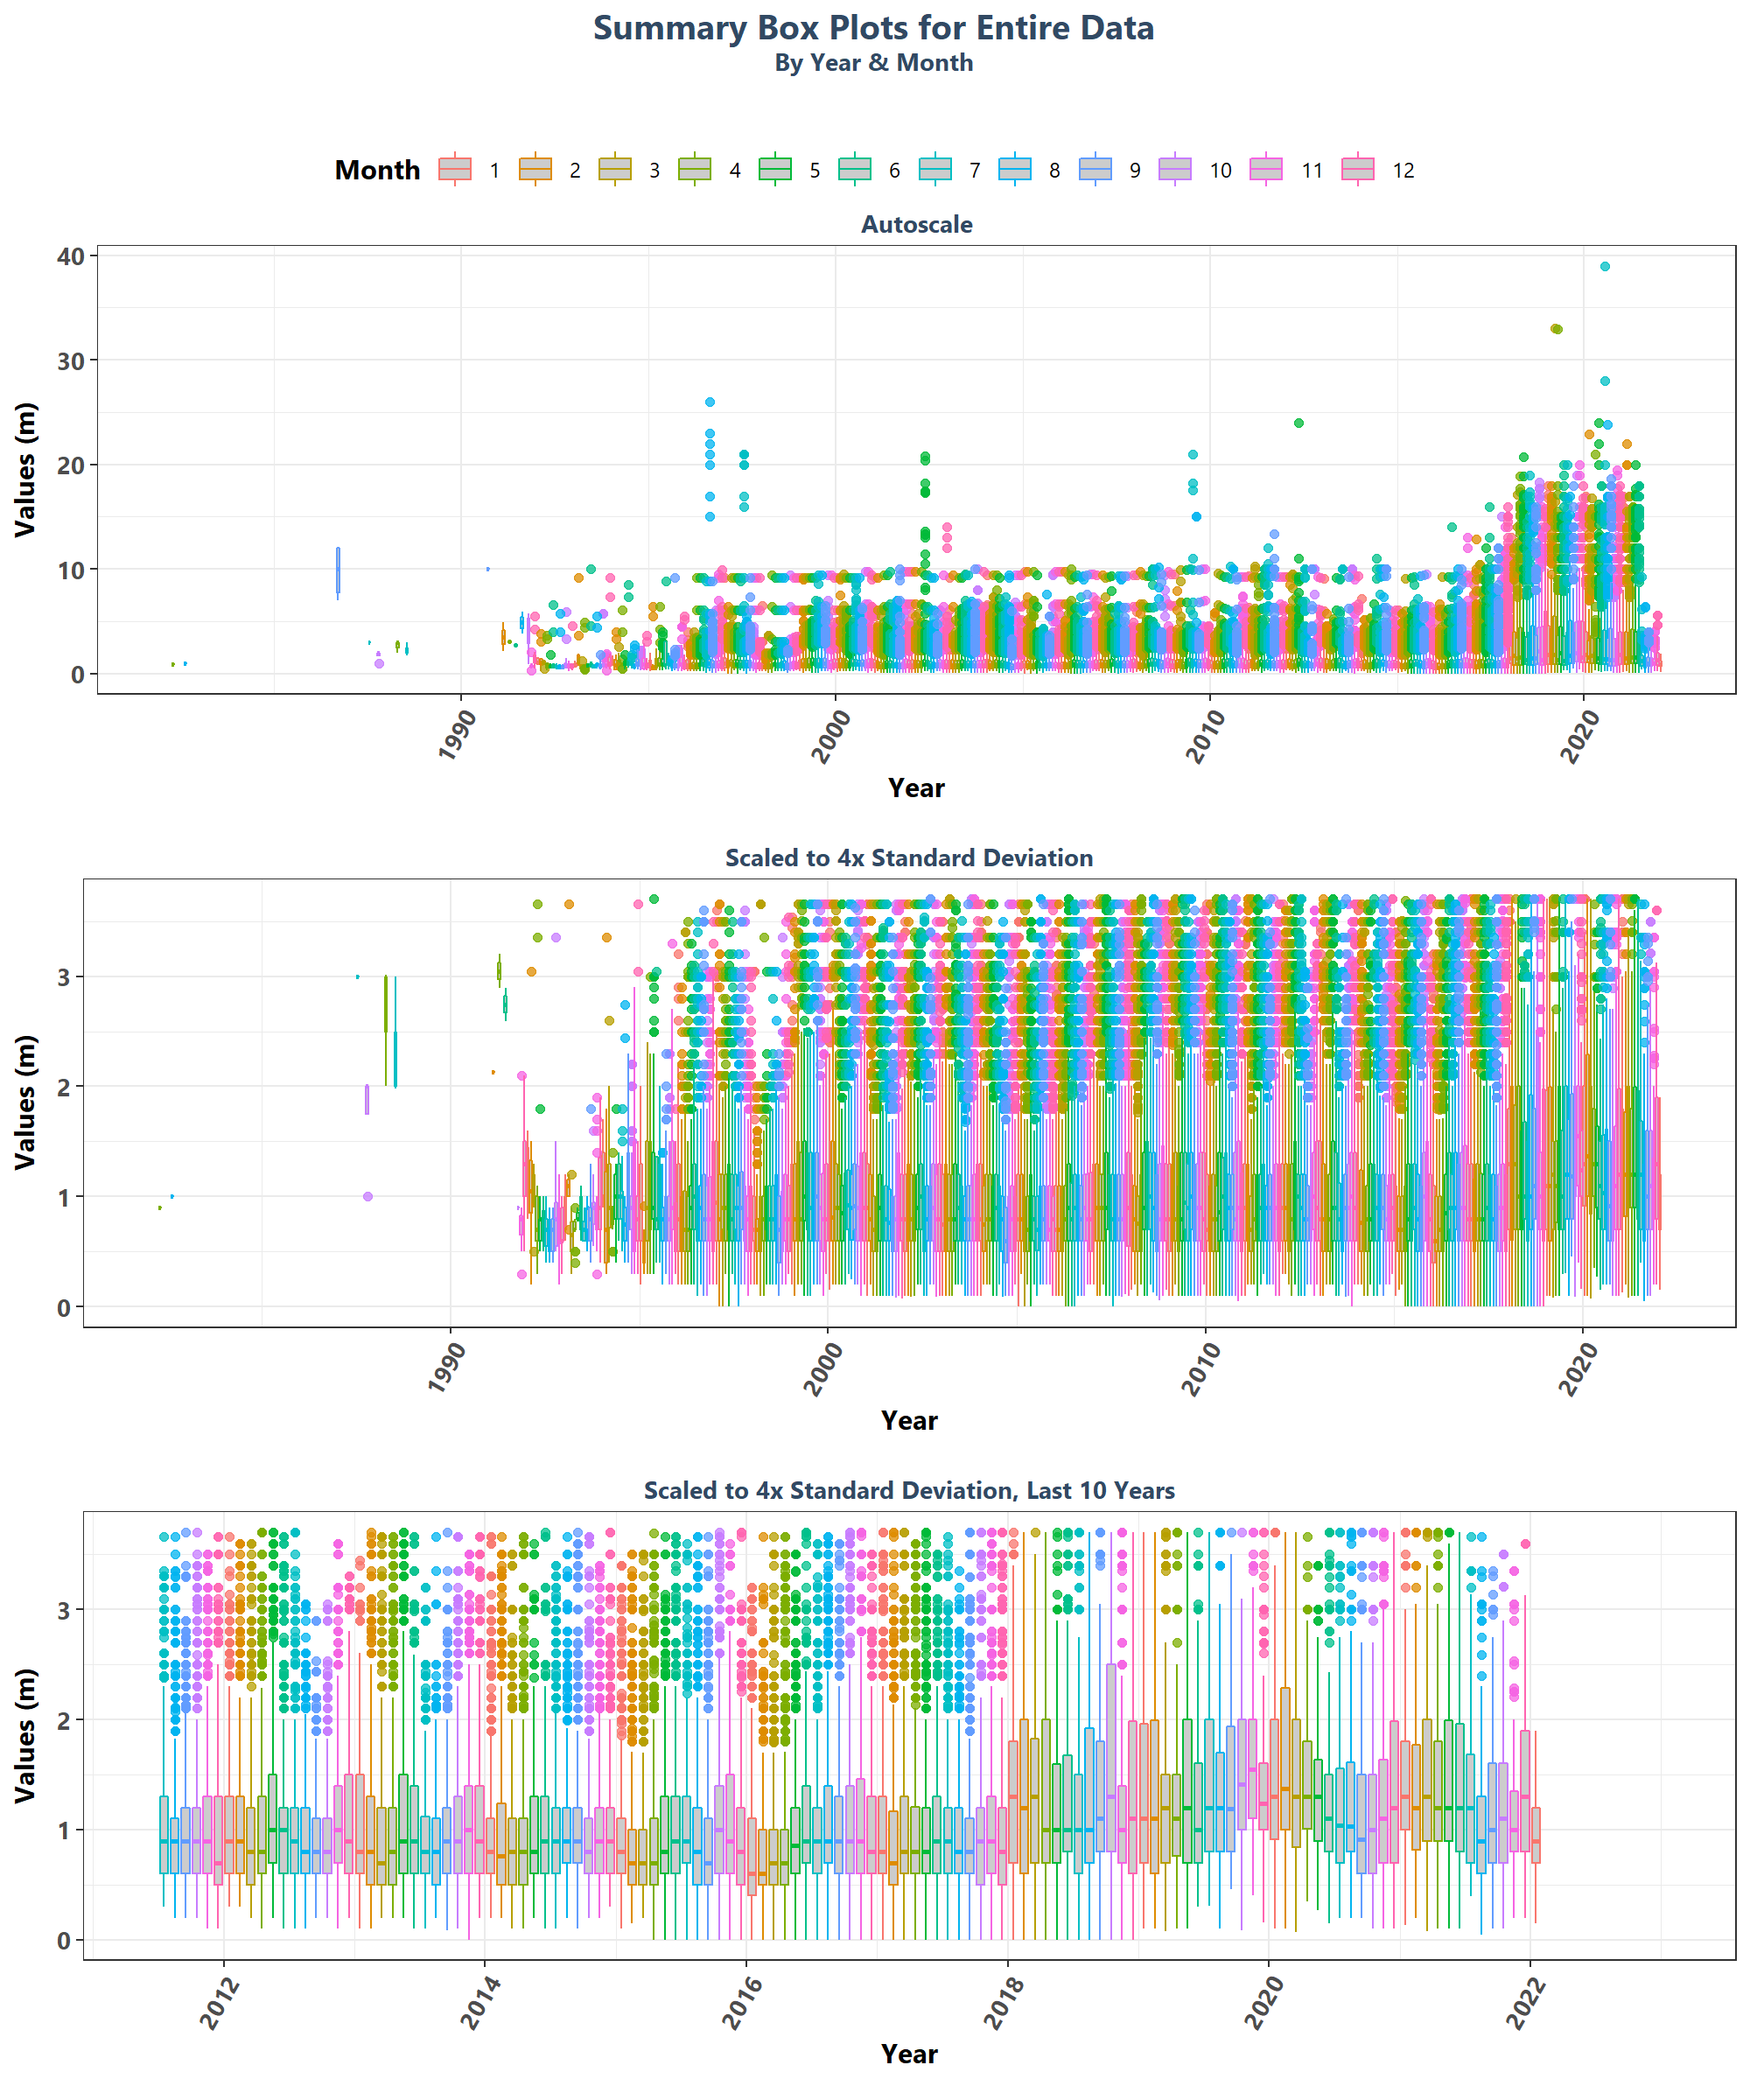 Summary Box Plots for Entire Data
By Year & Month
Month 1 2 3 4 5 6 7 8 9 10 11 12
Autoscale
Values (m)
40
30
20
10
0
1990 2000 2010 2020
Year
Scaled to 4x Standard Deviation
Values (m)
3
2
1
0
1990 2000 2010 2020
Year
Scaled to 4x Standard Deviation, Last 10 Years
Values (m)
3
2
1
0
2012 2014 2016 2018 2020 2022
Year